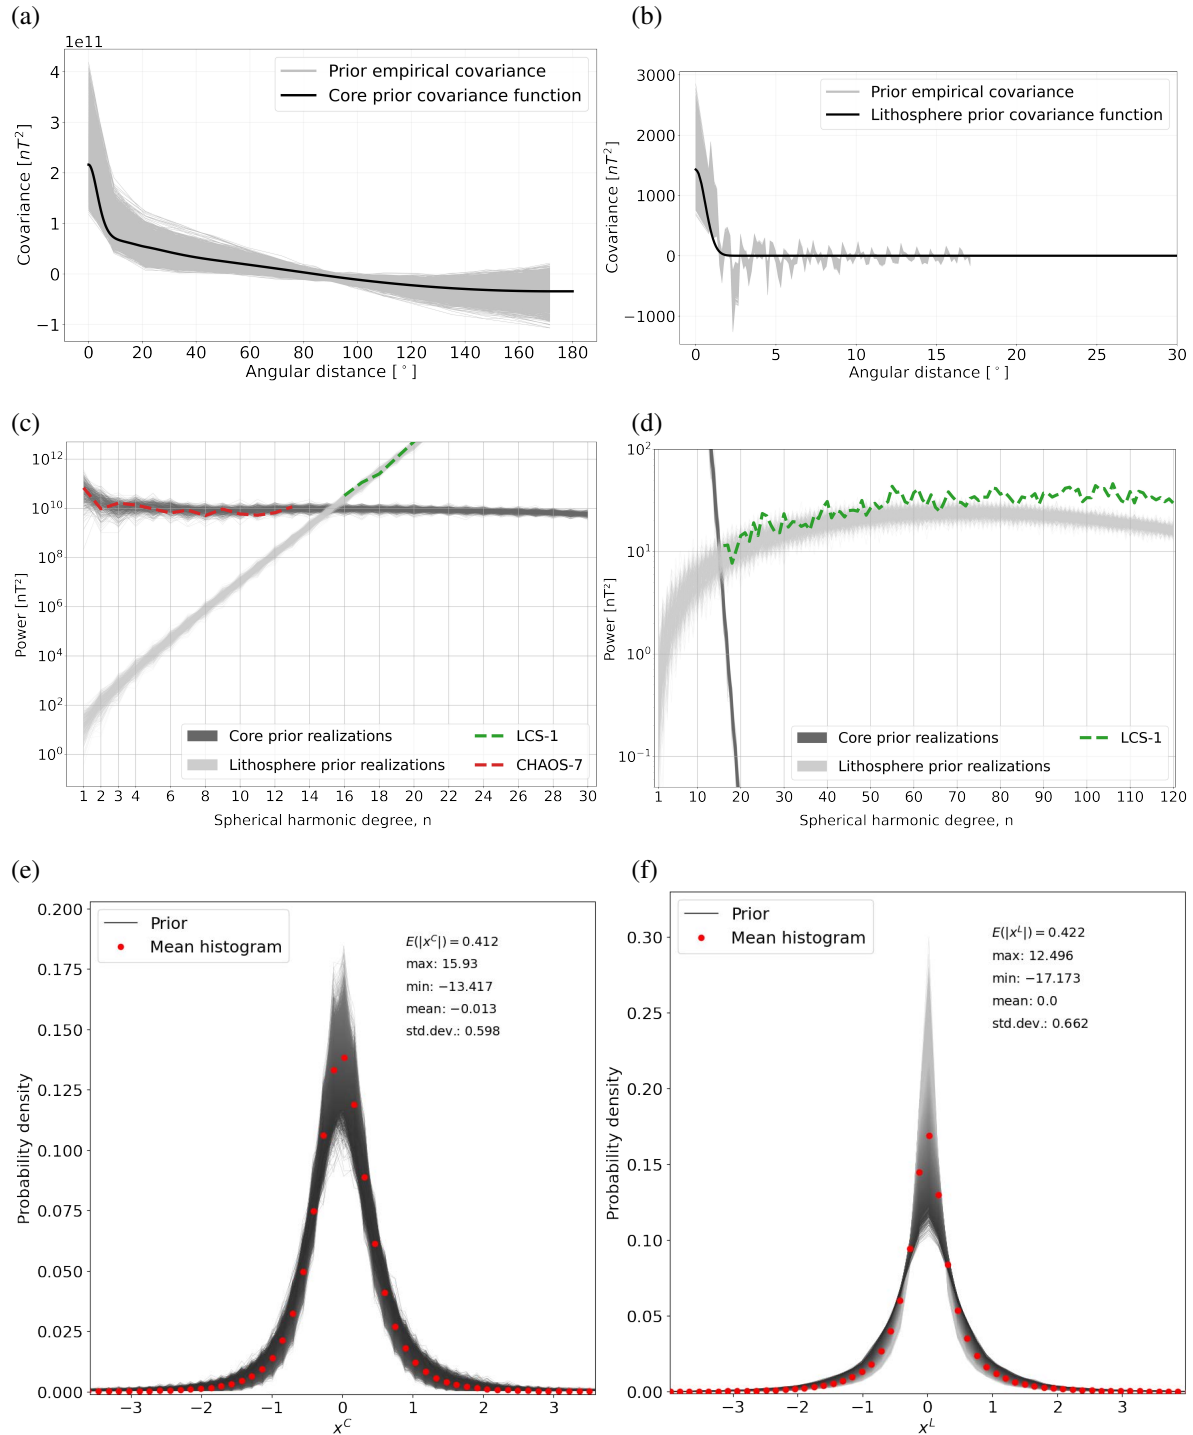 (a)
(b)
1e11
Prior empirical covariance
Core prior covariance function
Covariance [nT²]
4
3
2
1
0
−1
0 20 40 60 80 100 120 140 160 180
Angular distance [°]
Prior empirical covariance
Lithosphere prior covariance function
Covariance [nT²]
3000
2000
1000
0
−1000
0 5 10 15 20 25 30
Angular distance [°]
(c)
(d)
Power [nT²]
10¹²
10¹⁰
10⁸
10⁶
10⁴
10²
10⁰
Core prior realizations
Lithosphere prior realizations
LCS-1
CHAOS-7
1 2 3 4 6 8 10 12 14 16 18 20 22 24 26 28 30
Spherical harmonic degree, n
Power [nT²]
10²
10¹
10⁰
10⁻¹
Core prior realizations
Lithosphere prior realizations
LCS-1
1 10 20 30 40 50 60 70 80 90 100 110 120
Spherical harmonic degree, n
(e)
(f)
Prior
Mean histogram
E(|x^C|) = 0.412
max: 15.93
min: −13.417
mean: −0.013
std.dev.: 0.598
Probability density
0.200
0.175
0.150
0.125
0.100
0.075
0.050
0.025
0.000
−3 −2 −1 0 1 2 3
x^C
Prior
Mean histogram
E(|x^L|) = 0.422
max: 12.496
min: −17.173
mean: 0.0
std.dev.: 0.662
Probability density
0.30
0.25
0.20
0.15
0.10
0.05
0.00
−3 −2 −1 0 1 2 3
x^L